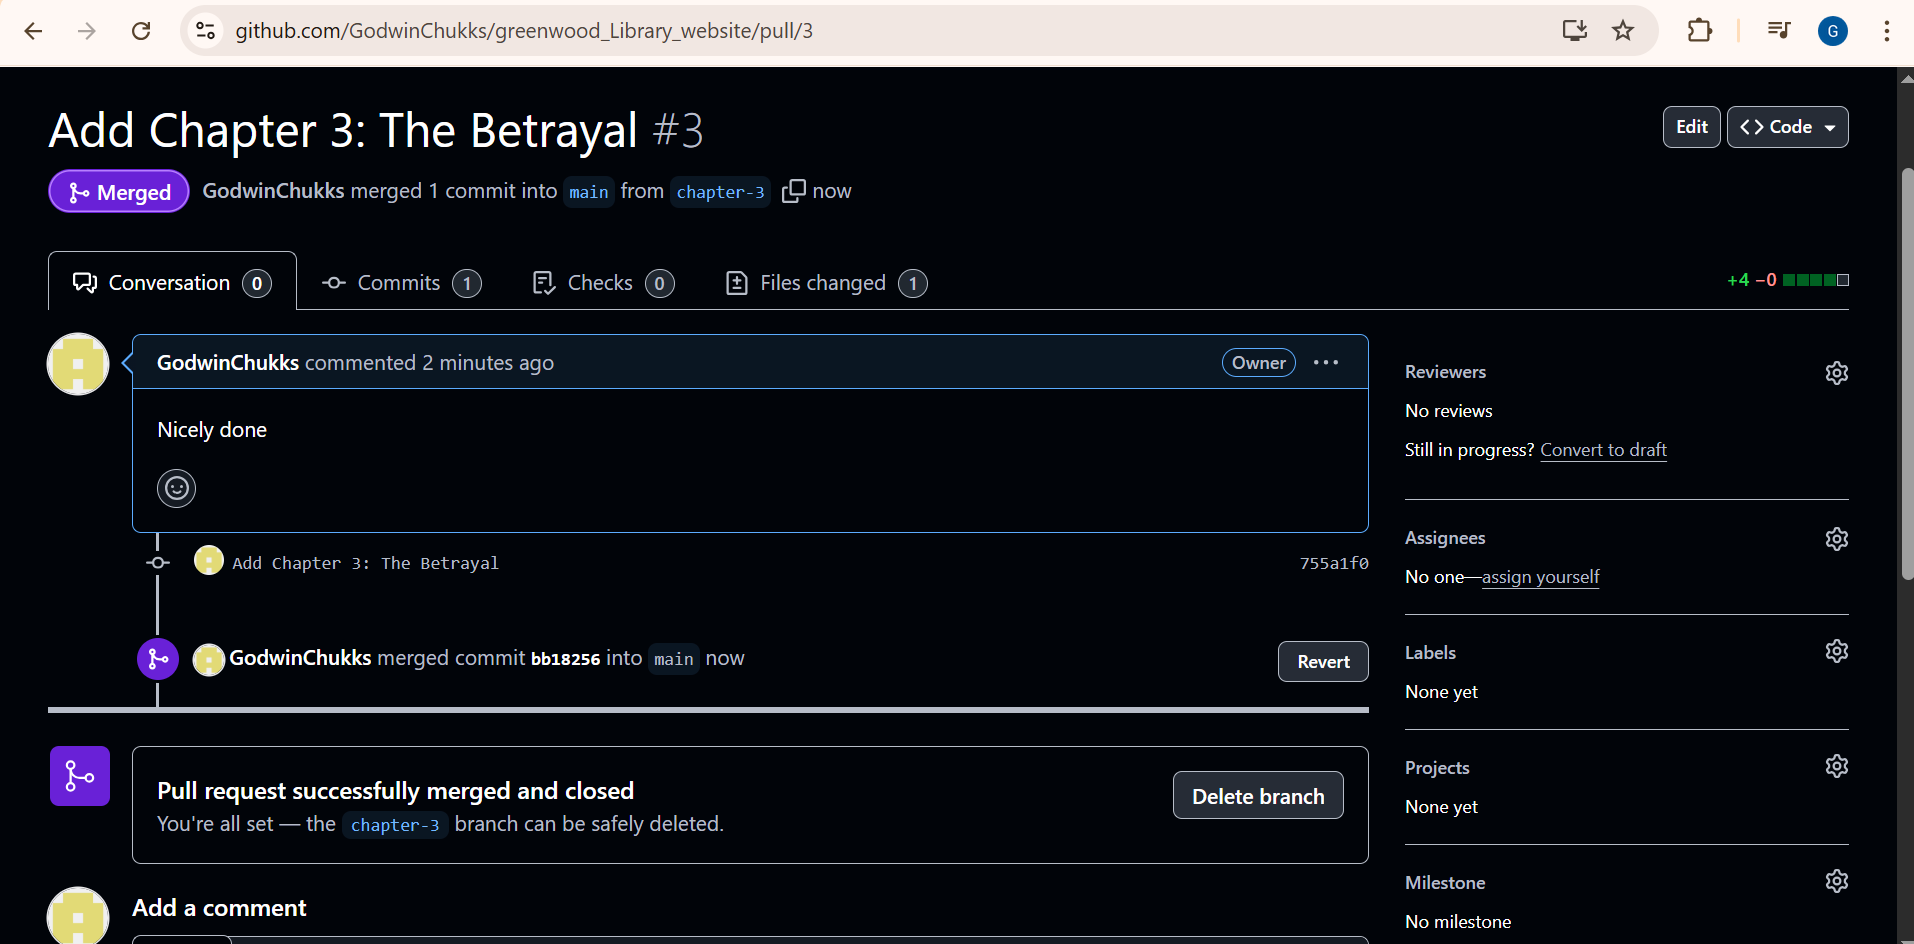 github.com/GodwinChukks/greenwood_Library_website/pull/3
G
Add Chapter 3: The Betrayal #3
Edit
Code
Merged
GodwinChukks merged 1 commit into main from chapter-3 now
Conversation 0
Commits 1
Checks 0
Files changed 1
+4 −0
GodwinChukks commented 2 minutes ago
Owner
Nicely done
Add Chapter 3: The Betrayal
755a1f0
GodwinChukks merged commit bb18256 into main now
Revert
Pull request successfully merged and closed
You're all set — the chapter-3 branch can be safely deleted.
Delete branch
Add a comment
Reviewers
No reviews
Still in progress? Convert to draft
Assignees
No one—assign yourself
Labels
None yet
Projects
None yet
Milestone
No milestone